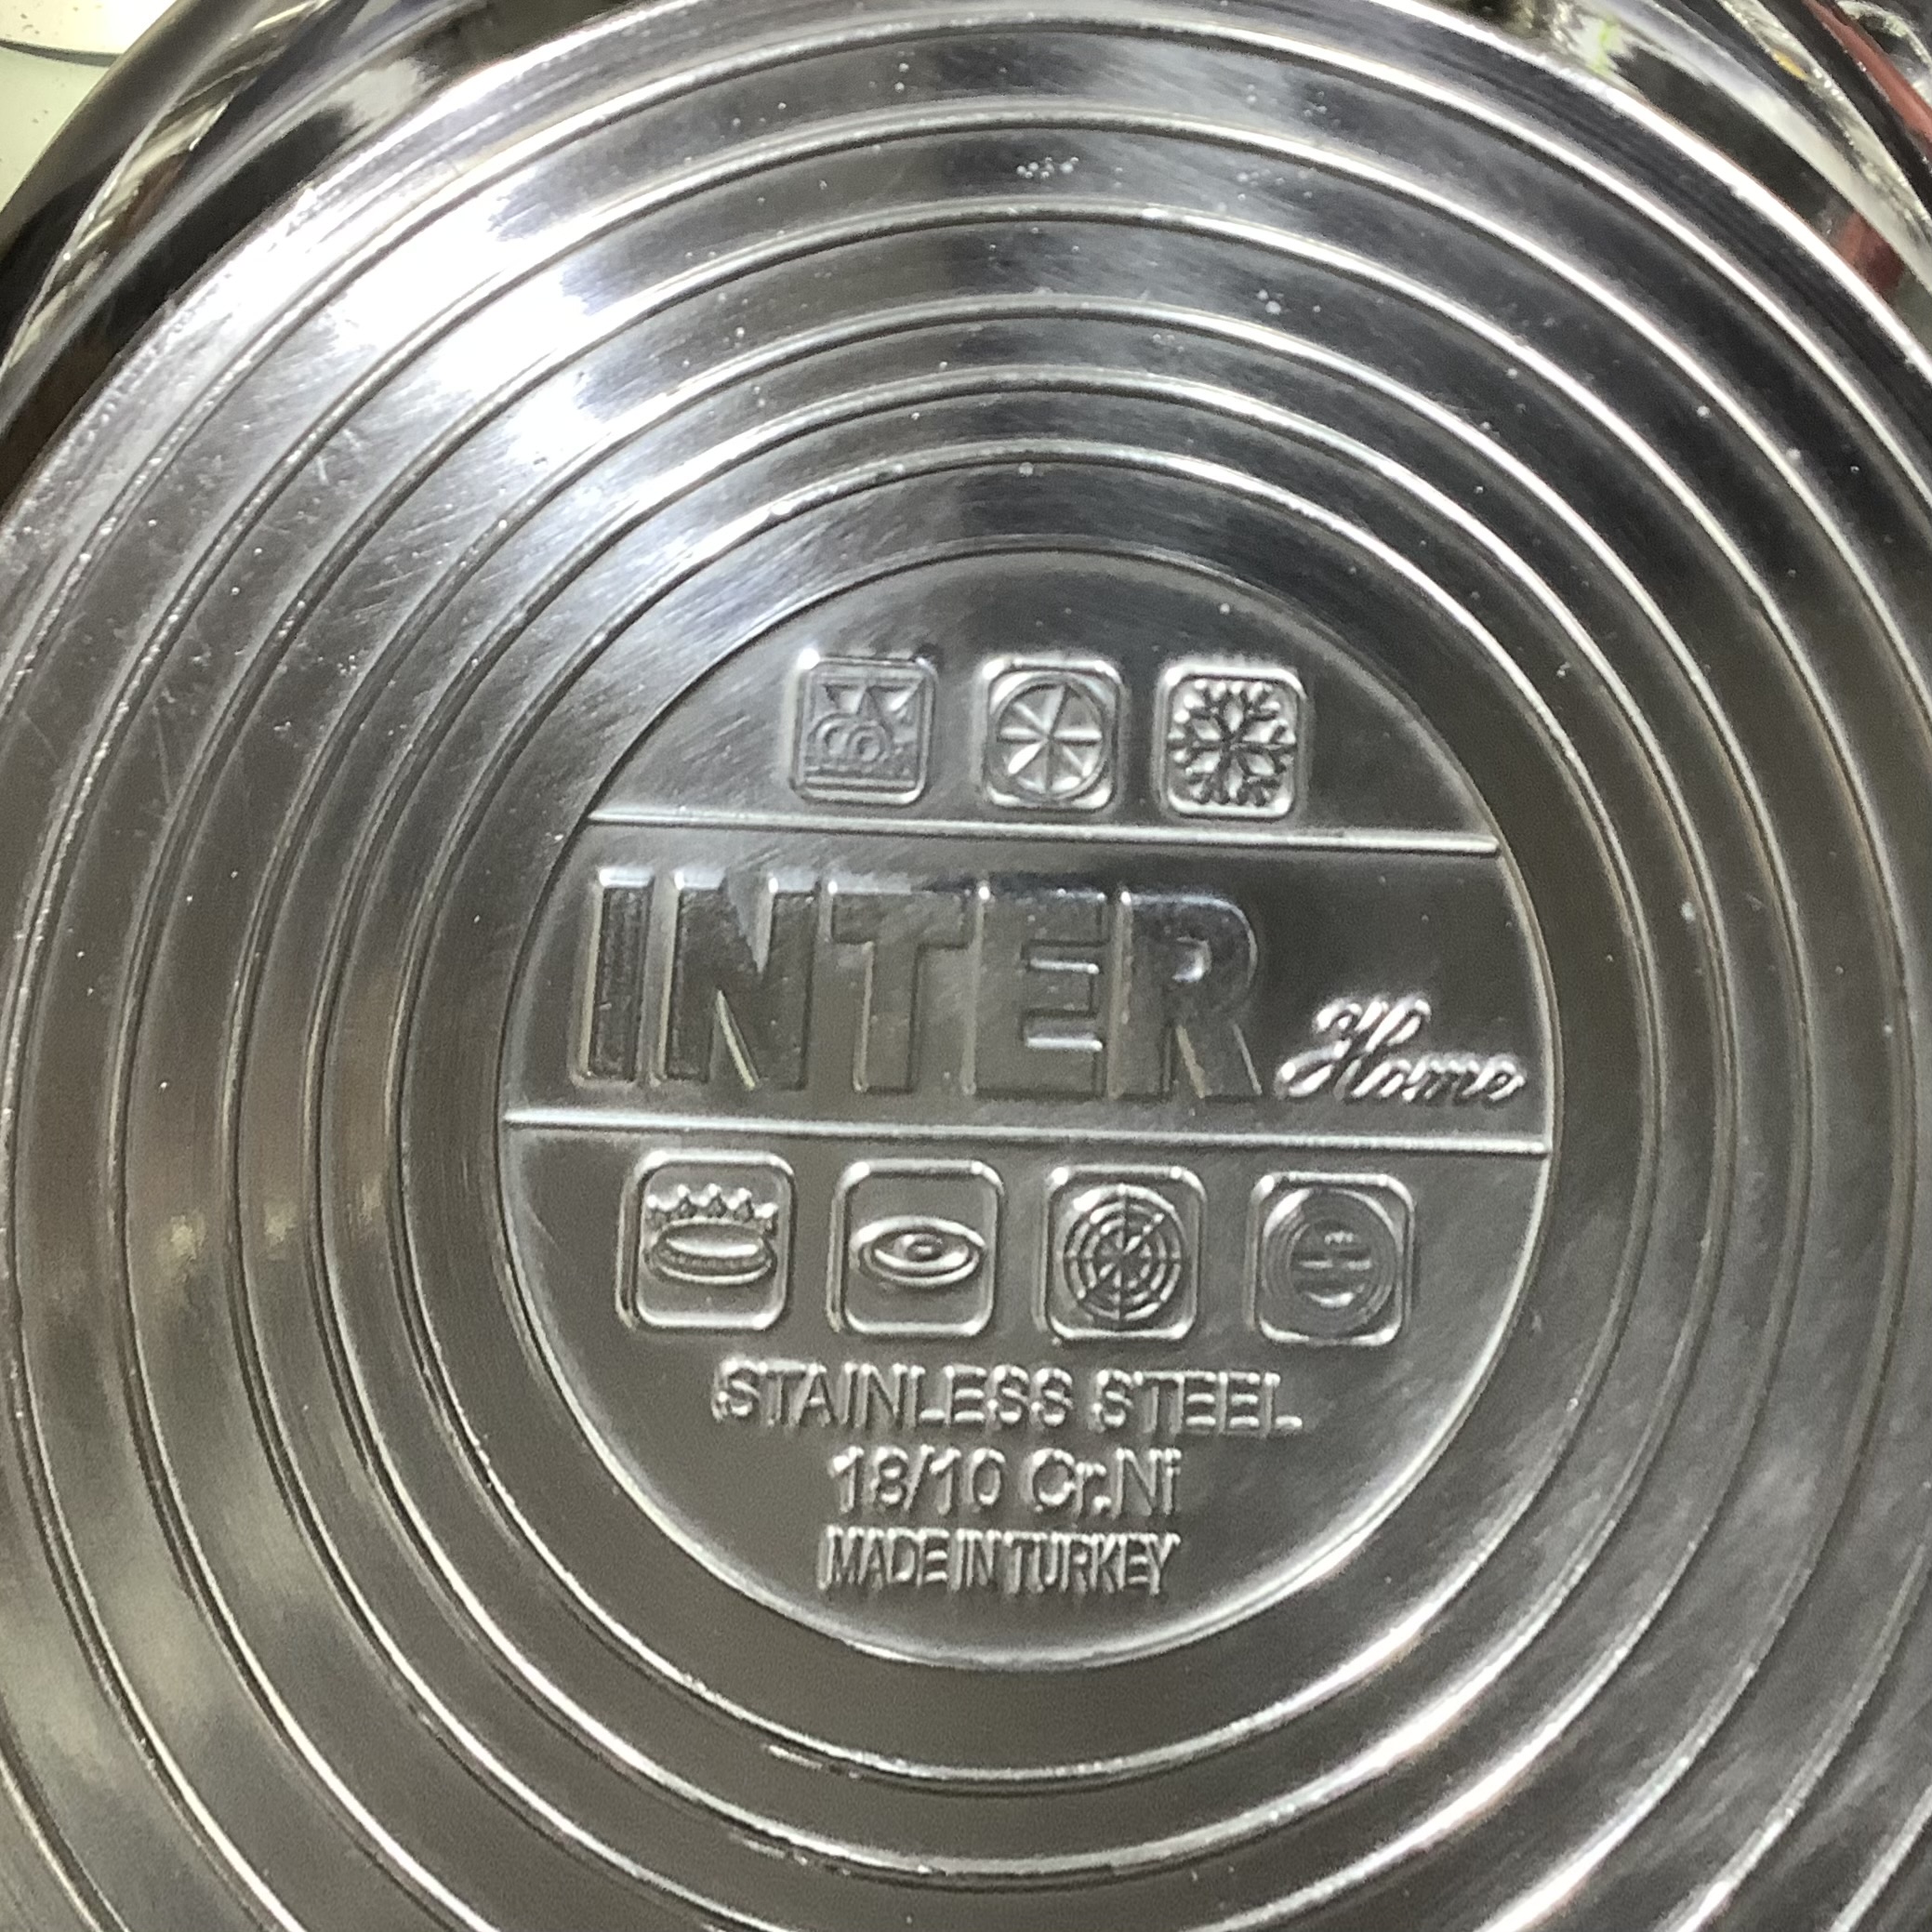 INTER Home
STAINLESS STEEL
18/10 Cr.Ni
MADE IN TURKEY